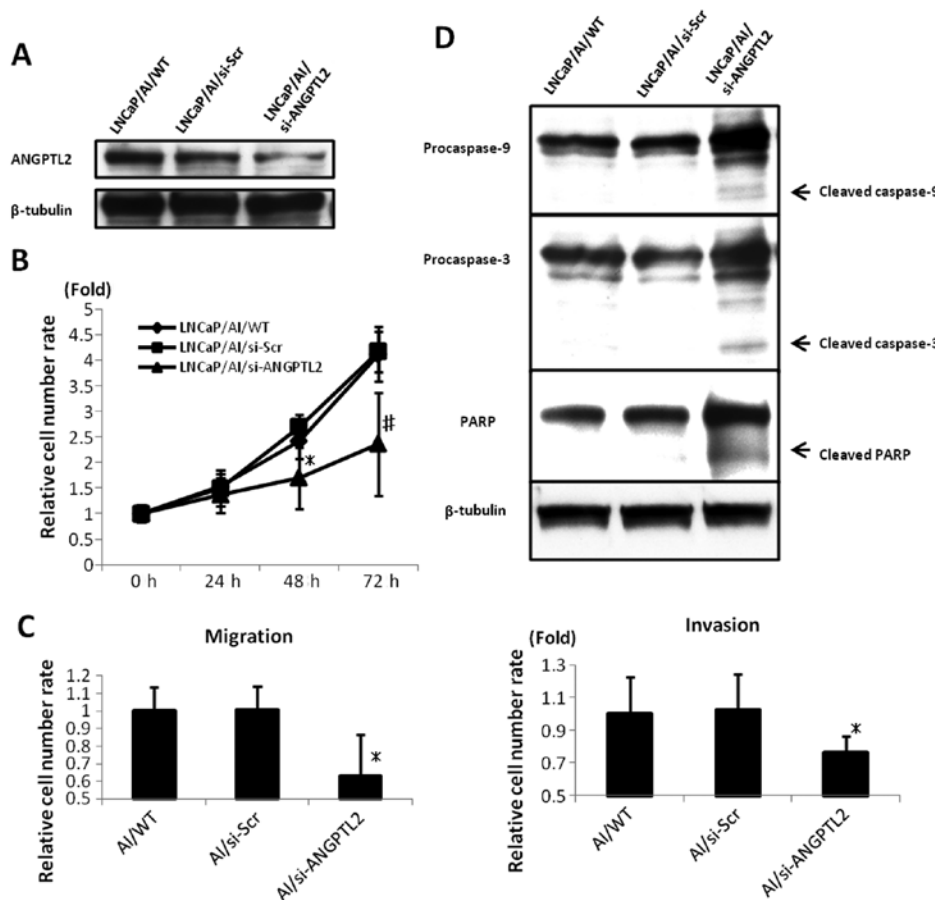 A
LNCaP/AI/WT
LNCaP/AI/si-Scr
LNCaP/AI/
si-ANGPTL2
ANGPTL2
β-tubulin
B
(Fold)
Relative cell number rate
5
4.5
4
3.5
3
2.5
2
1.5
1
0.5
0
LNCaP/AI/WT
LNCaP/AI/si-Scr
LNCaP/AI/si-ANGPTL2
*
#
0 h
24 h
48 h
72 h
D
LNCaP/AI/WT
LNCaP/AI/si-Scr
LNCaP/AI/
si-ANGPTL2
Procaspase-9
Cleaved caspase-9
Procaspase-3
Cleaved caspase-3
PARP
Cleaved PARP
β-tubulin
C
Migration
Relative cell number rate
1.2
1.1
1
0.9
0.8
0.7
0.6
0.5
*
AI/WT
AI/si-Scr
AI/si-ANGPTL2
Invasion
(Fold)
Relative cell number rate
1.3
1.1
0.9
0.7
0.5
*
AI/WT
AI/si-Scr
AI/si-ANGPTL2